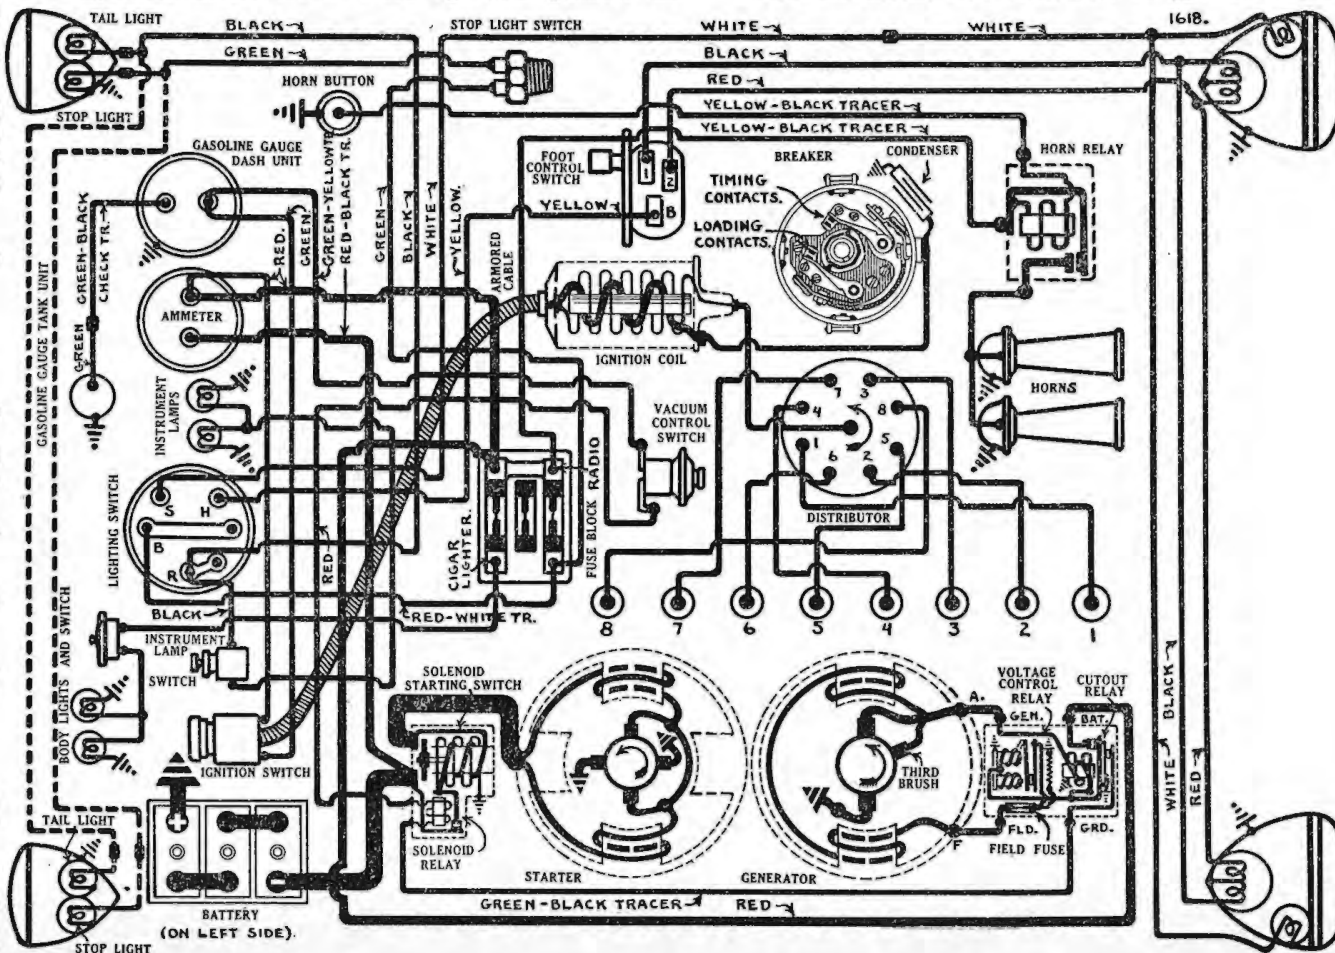 TAIL LIGHT
BLACK
STOP LIGHT SWITCH
WHITE
WHITE
1618.
GREEN
BLACK
HORN BUTTON
RED
STOP LIGHT
YELLOW-BLACK TRACER
GASOLINE GAUGE
DASH UNIT
YELLOW-BLACK TRACER
FOOT
CONTROL
SWITCH
1
2
B
BREAKER
CONDENSER
HORN RELAY
TIMING
CONTACTS.
LOADING
CONTACTS.
YELLOW
GREEN-BLACK
CHECK TR.
GREEN
GASOLINE GAUGE TANK UNIT
RED.
GREEN.
GREEN-YELLOW TR.
RED-BLACK TR.
GREEN
BLACK
WHITE
YELLOW.
ARMORED
CABLE
AMMETER
IGNITION COIL
HORNS
INSTRUMENT
LAMPS
VACUUM
CONTROL
SWITCH
7
3
4
8
1
5
6
2
DISTRIBUTOR
LIGHTING SWITCH
S
H
B
R
RED
CIGAR
LIGHTER.
FUSE BLOCK
RADIO
BLACK
RED-WHITE TR.
8
7
6
5
4
3
2
1
BODY LIGHTS AND SWITCH
INSTRUMENT
LAMP
SWITCH
SOLENOID
STARTING SWITCH
VOLTAGE
CONTROL
RELAY
CUTOUT
RELAY
A.
GEN.
BAT.
IGNITION SWITCH
THIRD
BRUSH
BLACK
WHITE
RED
TAIL LIGHT
SOLENOID
RELAY
F
FLD.
GRD.
FIELD FUSE
STARTER
GENERATOR
BATTERY
(ON LEFT SIDE).
GREEN-BLACK TRACER
RED
STOP LIGHT